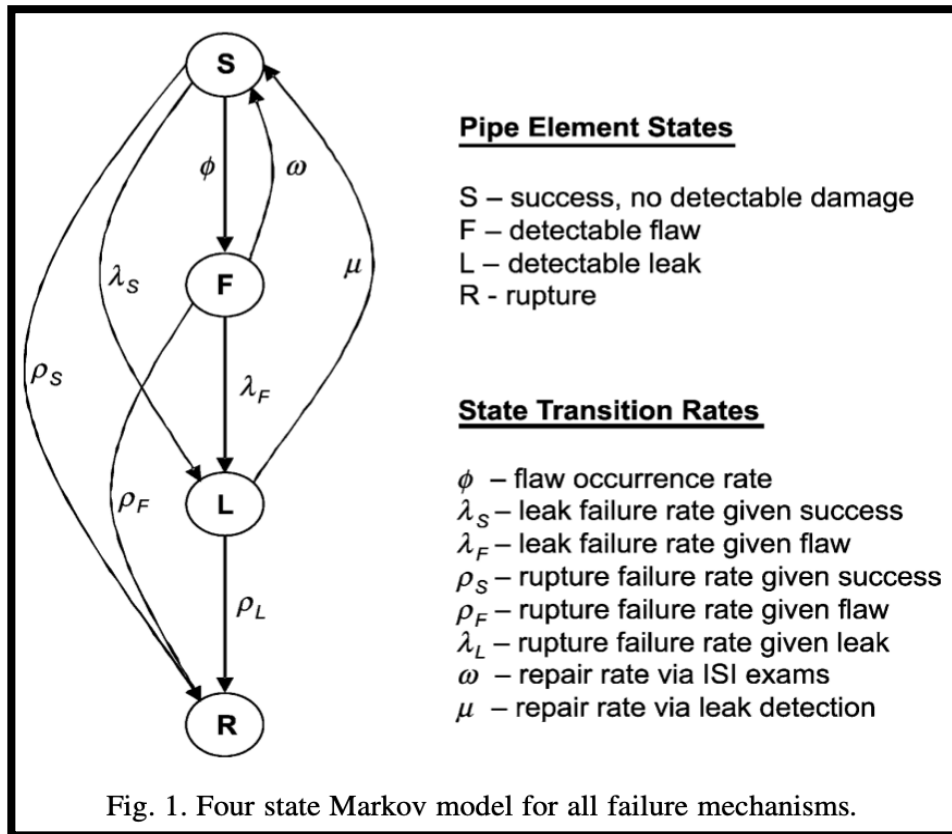 S
ϕ
ω
λS
F
μ
ρS
λF
ρF
L
ρL
R
Pipe Element States
S – success, no detectable damage
F – detectable flaw
L – detectable leak
R - rupture
State Transition Rates
ϕ – flaw occurrence rate
λS – leak failure rate given success
λF – leak failure rate given flaw
ρS – rupture failure rate given success
ρF – rupture failure rate given flaw
λL – rupture failure rate given leak
ω – repair rate via ISI exams
μ – repair rate via leak detection
Fig. 1. Four state Markov model for all failure mechanisms.